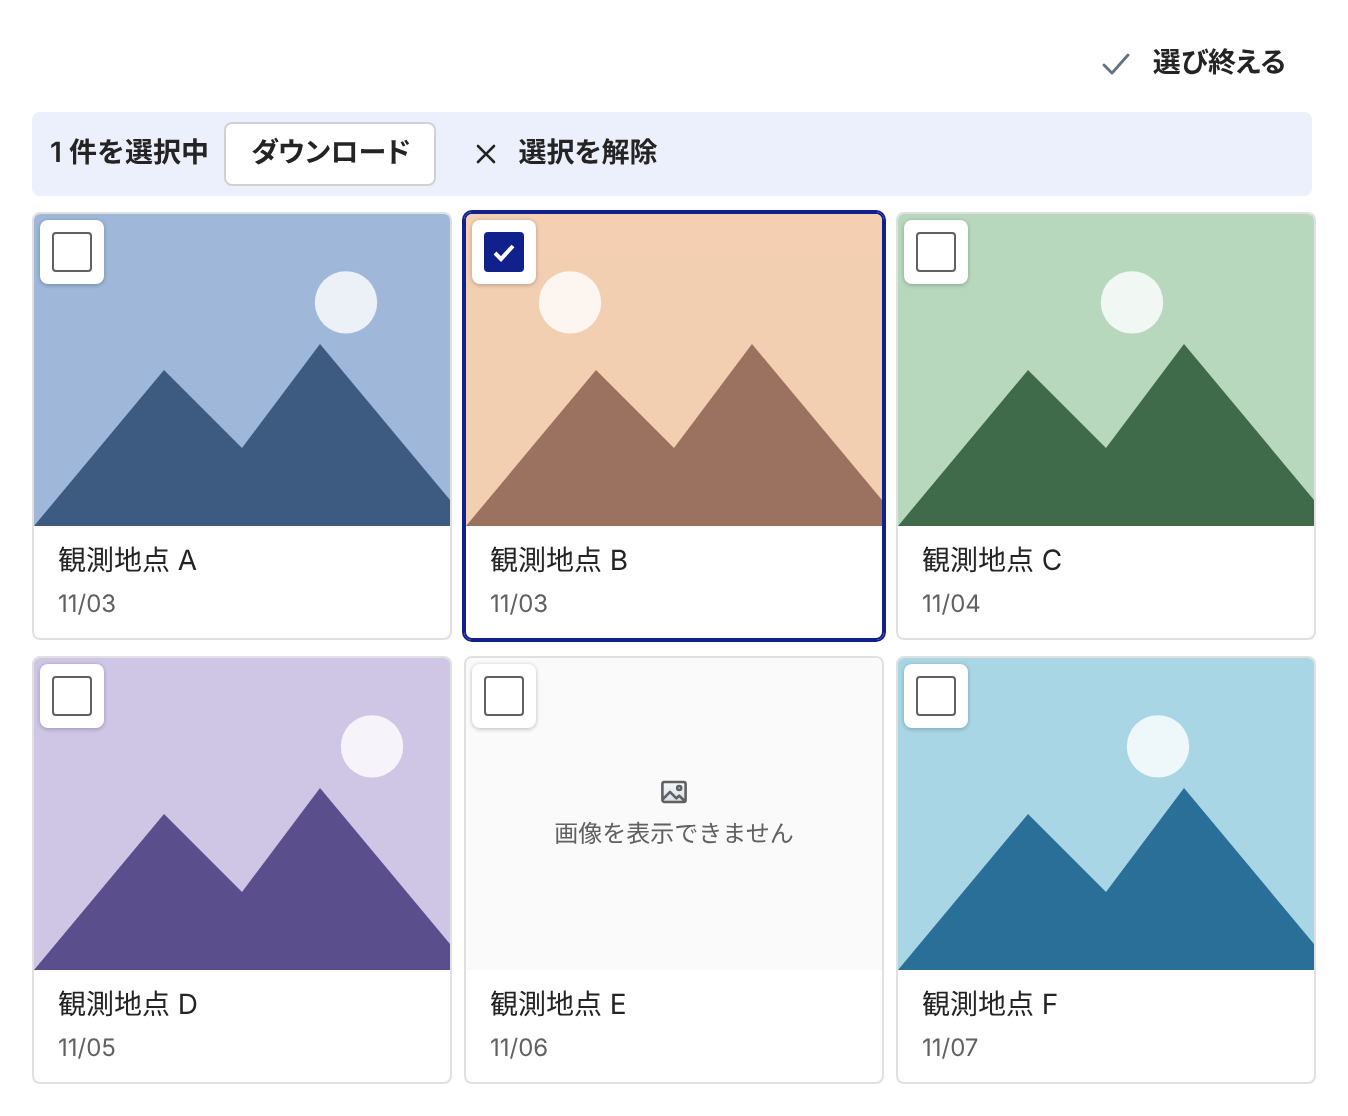 選び終える
1件を選択中
ダウンロード
選択を解除
観測地点 A
11/03
観測地点 B
11/03
観測地点 C
11/04
観測地点 D
11/05
画像を表示できません
観測地点 E
11/06
観測地点 F
11/07